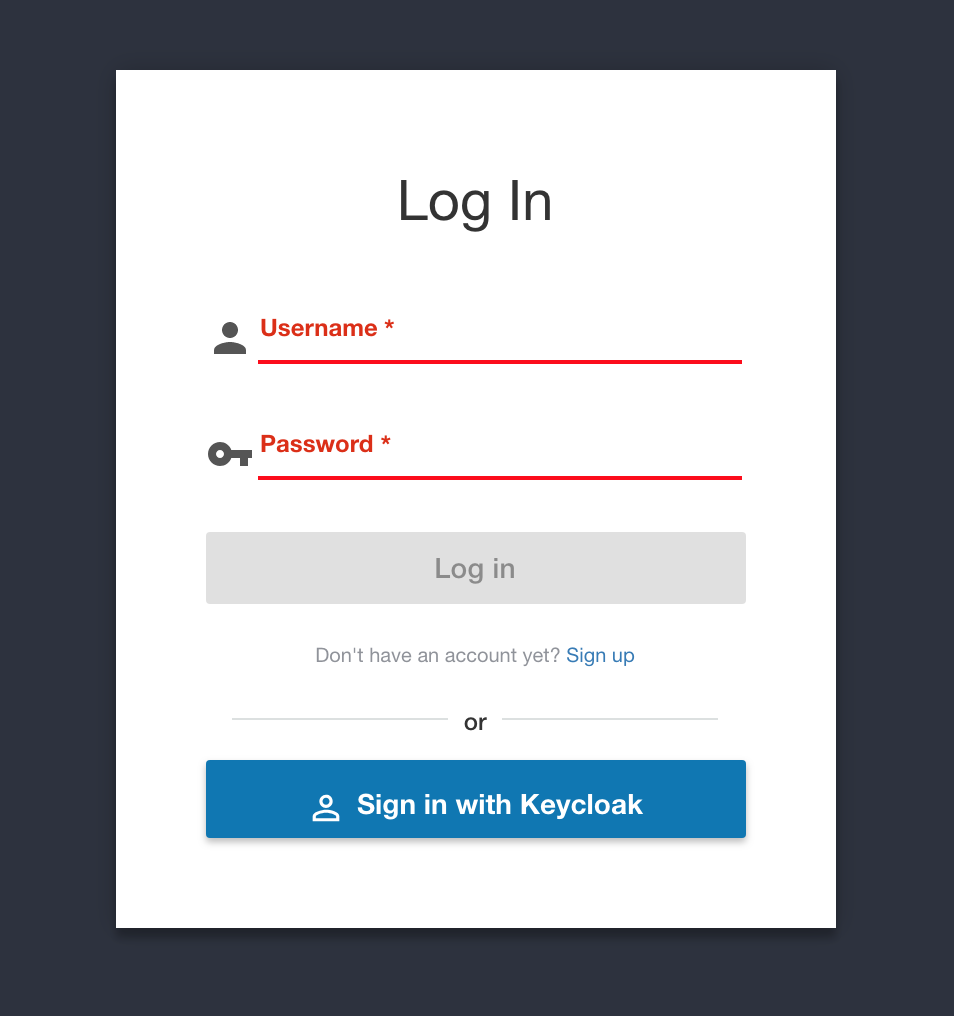 Log In
Username *
Password *
Log in
Don't have an account yet? Sign up
or
Sign in with Keycloak